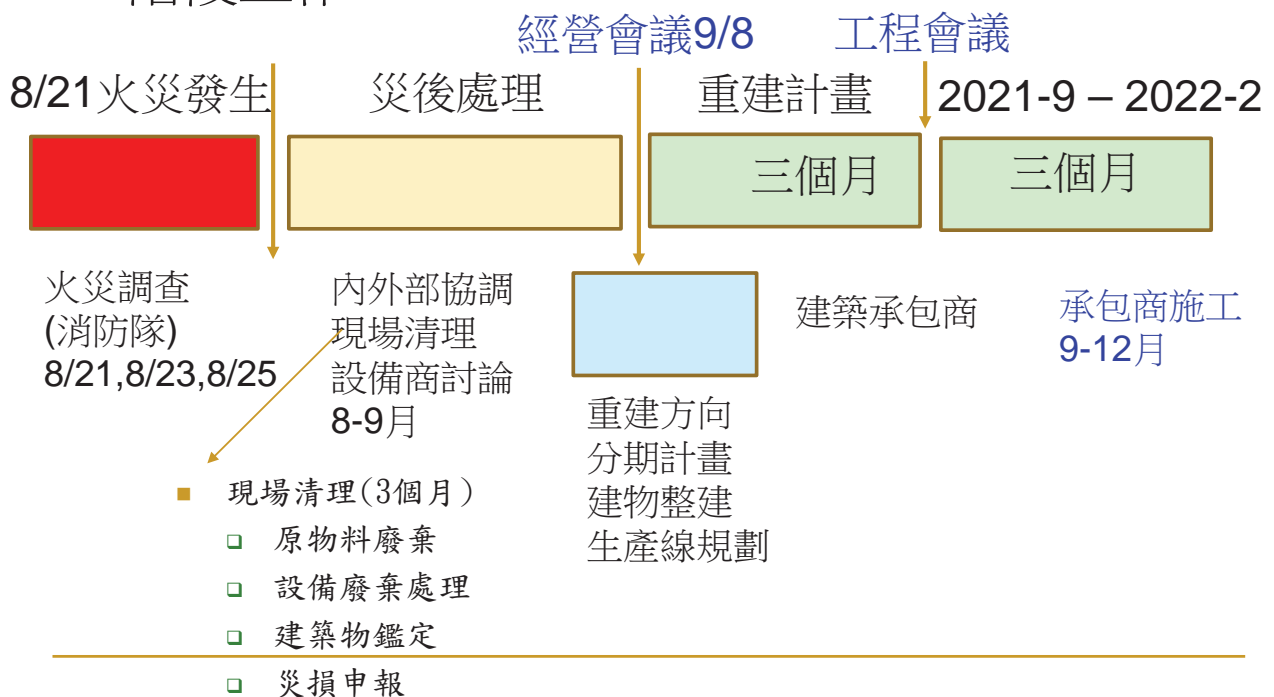 經營會議9/8
工程會議
8/21火災發生
災後處理
重建計畫
2021-9 – 2022-2
三個月
三個月
火災調查
(消防隊)
8/21,8/23,8/25
內外部協調
現場清理
設備商討論
8-9月
建築承包商
承包商施工
9-12月
重建方向
分期計畫
建物整建
生產線規劃
現場清理(3個月)
原物料廢棄
設備廢棄處理
建築物鑑定
災損申報